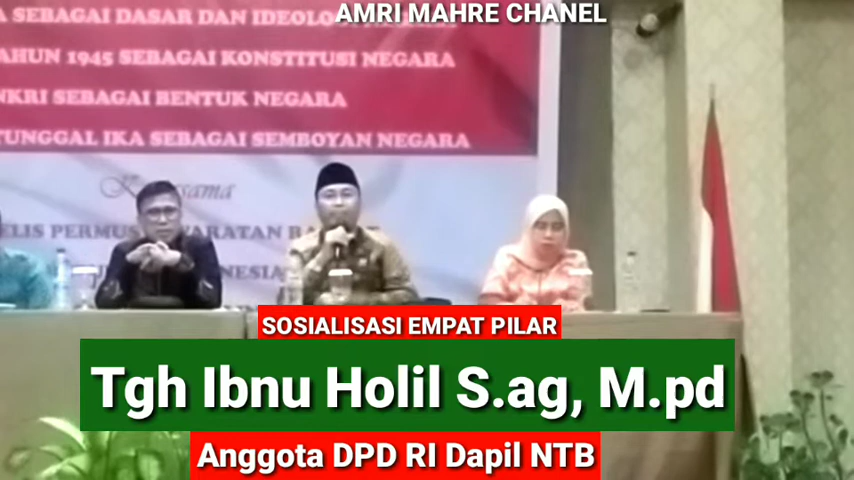 AMRI MAHRE CHANEL
A SEBAGAI DASAR DAN IDEOLOGI
TAHUN 1945 SEBAGAI KONSTITUSI NEGARA
NKRI SEBAGAI BENTUK NEGARA
TUNGGAL IKA SEBAGAI SEMBOYAN NEGARA
SOSIALISASI EMPAT PILAR
Tgh Ibnu Holil S.ag, M.pd
Anggota DPD RI Dapil NTB